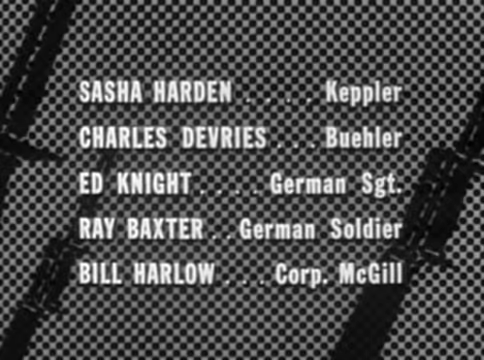 SASHA HARDEN . . . . Keppler
CHARLES DEVRIES . . . Buehler
ED KNIGHT . . . . German Sgt.
RAY BAXTER . . German Soldier
BILL HARLOW . . . Corp. McGill